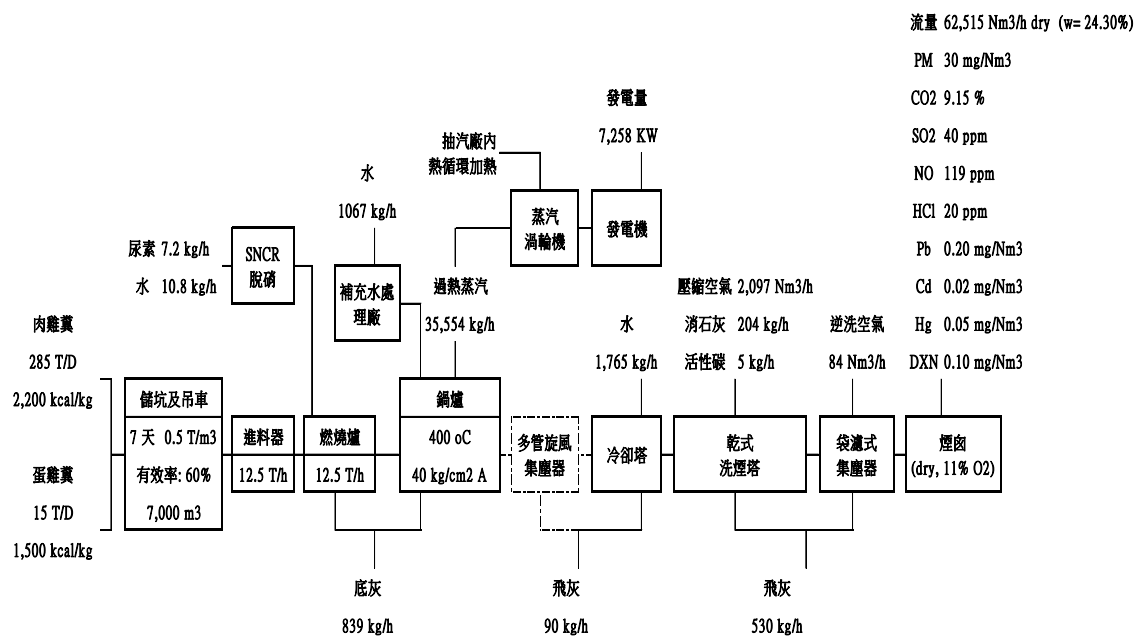 流量 62,515 Nm3/h dry (w= 24.30%)
PM 30 mg/Nm3
CO2 9.15 %
SO2 40 ppm
NO 119 ppm
HCl 20 ppm
Pb 0.20 mg/Nm3
Cd 0.02 mg/Nm3
Hg 0.05 mg/Nm3
DXN 0.10 mg/Nm3
發電量
7,258 KW
抽汽廠內
熱循環加熱
水
1067 kg/h
蒸汽
渦輪機
發電機
尿素 7.2 kg/h
水 10.8 kg/h
SNCR
脫硝
補充水處
理廠
過熱蒸汽
35,554 kg/h
壓縮空氣 2,097 Nm3/h
消石灰 204 kg/h
活性碳 5 kg/h
水
1,765 kg/h
逆洗空氣
84 Nm3/h
肉雞糞
285 T/D
2,200 kcal/kg
蛋雞糞
15 T/D
1,500 kcal/kg
儲坑及吊車
7 天 0.5 T/m3
有效率: 60%
7,000 m3
進料器
12.5 T/h
燃燒爐
12.5 T/h
鍋爐
400 oC
40 kg/cm2 A
多管旋風
集塵器
冷卻塔
乾式
洗煙塔
袋濾式
集塵器
煙囪
(dry, 11% O2)
底灰
839 kg/h
飛灰
90 kg/h
飛灰
530 kg/h